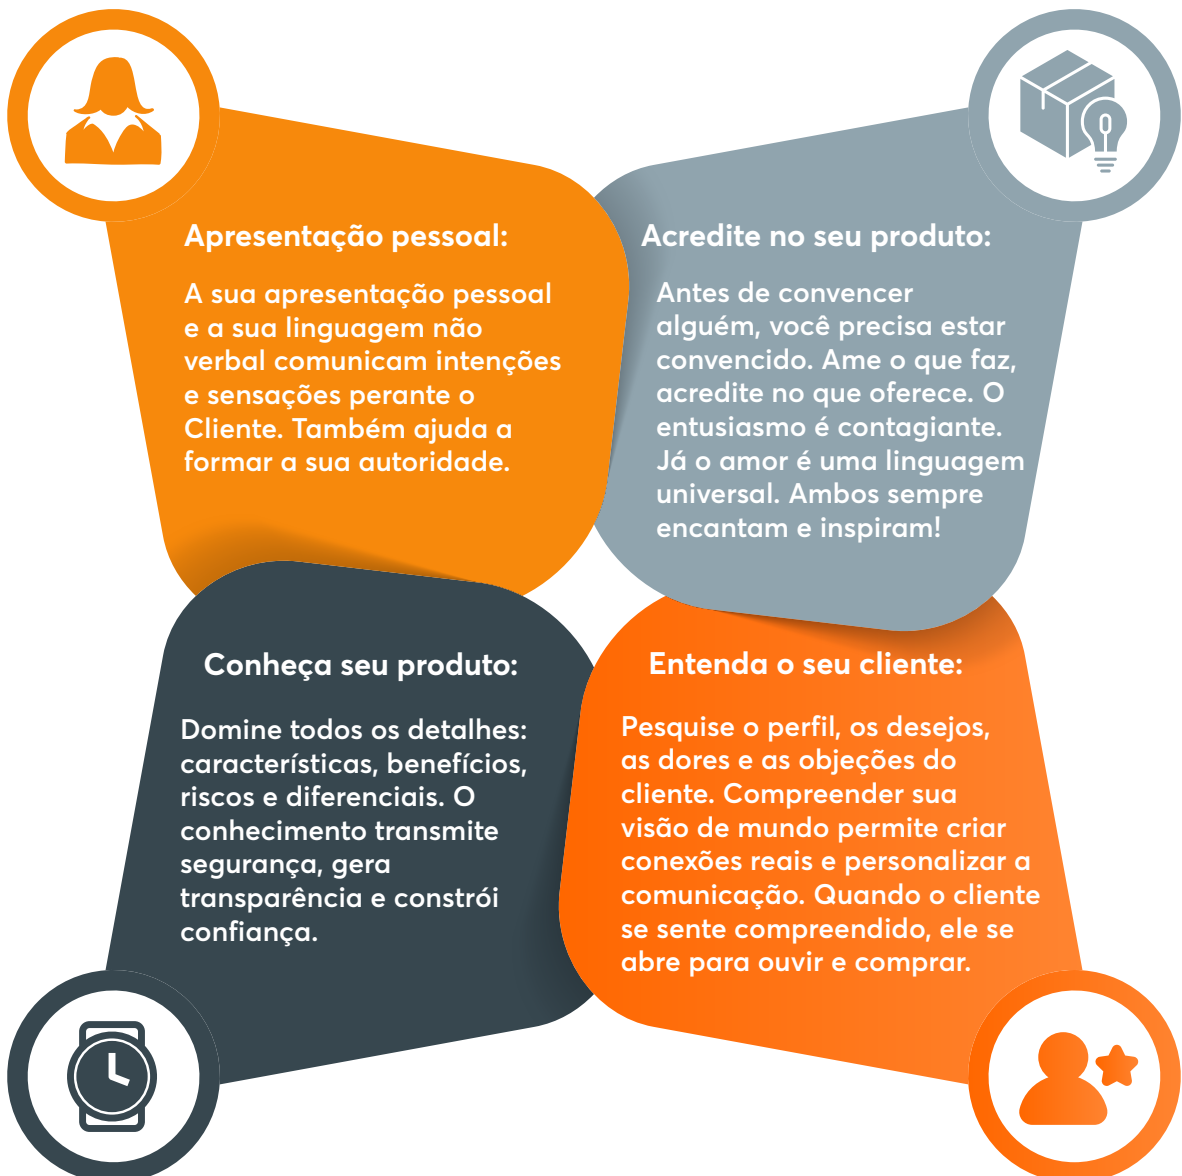 Apresentação pessoal:
A sua apresentação pessoal
e a sua linguagem não
verbal comunicam intenções
e sensações perante o
Cliente. Também ajuda a
formar a sua autoridade.
Acredite no seu produto:
Antes de convencer
alguém, você precisa estar
convencido. Ame o que faz,
acredite no que oferece. O
entusiasmo é contagiante.
Já o amor é uma linguagem
universal. Ambos sempre
encantam e inspiram!
Conheça seu produto:
Domine todos os detalhes:
características, benefícios,
riscos e diferenciais. O
conhecimento transmite
segurança, gera
transparência e constrói
confiança.
Entenda o seu cliente:
Pesquise o perfil, os desejos,
as dores e as objeções do
cliente. Compreender sua
visão de mundo permite criar
conexões reais e personalizar a
comunicação. Quando o cliente
se sente compreendido, ele se
abre para ouvir e comprar.